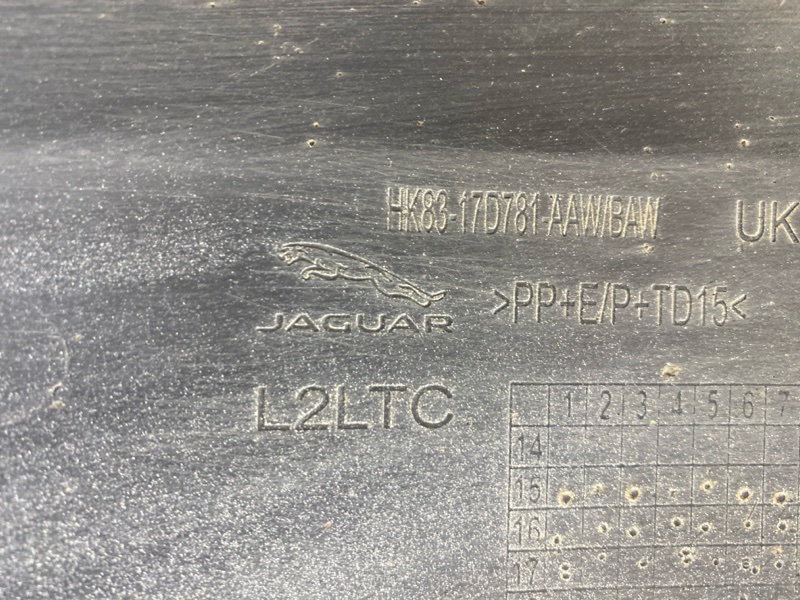 HK83-17D781-AAW/BAW
UK
JAGUAR
>PP+E/P+TD15<
L2LTC
1 2 3 4 5 6 7
14
15
16
17